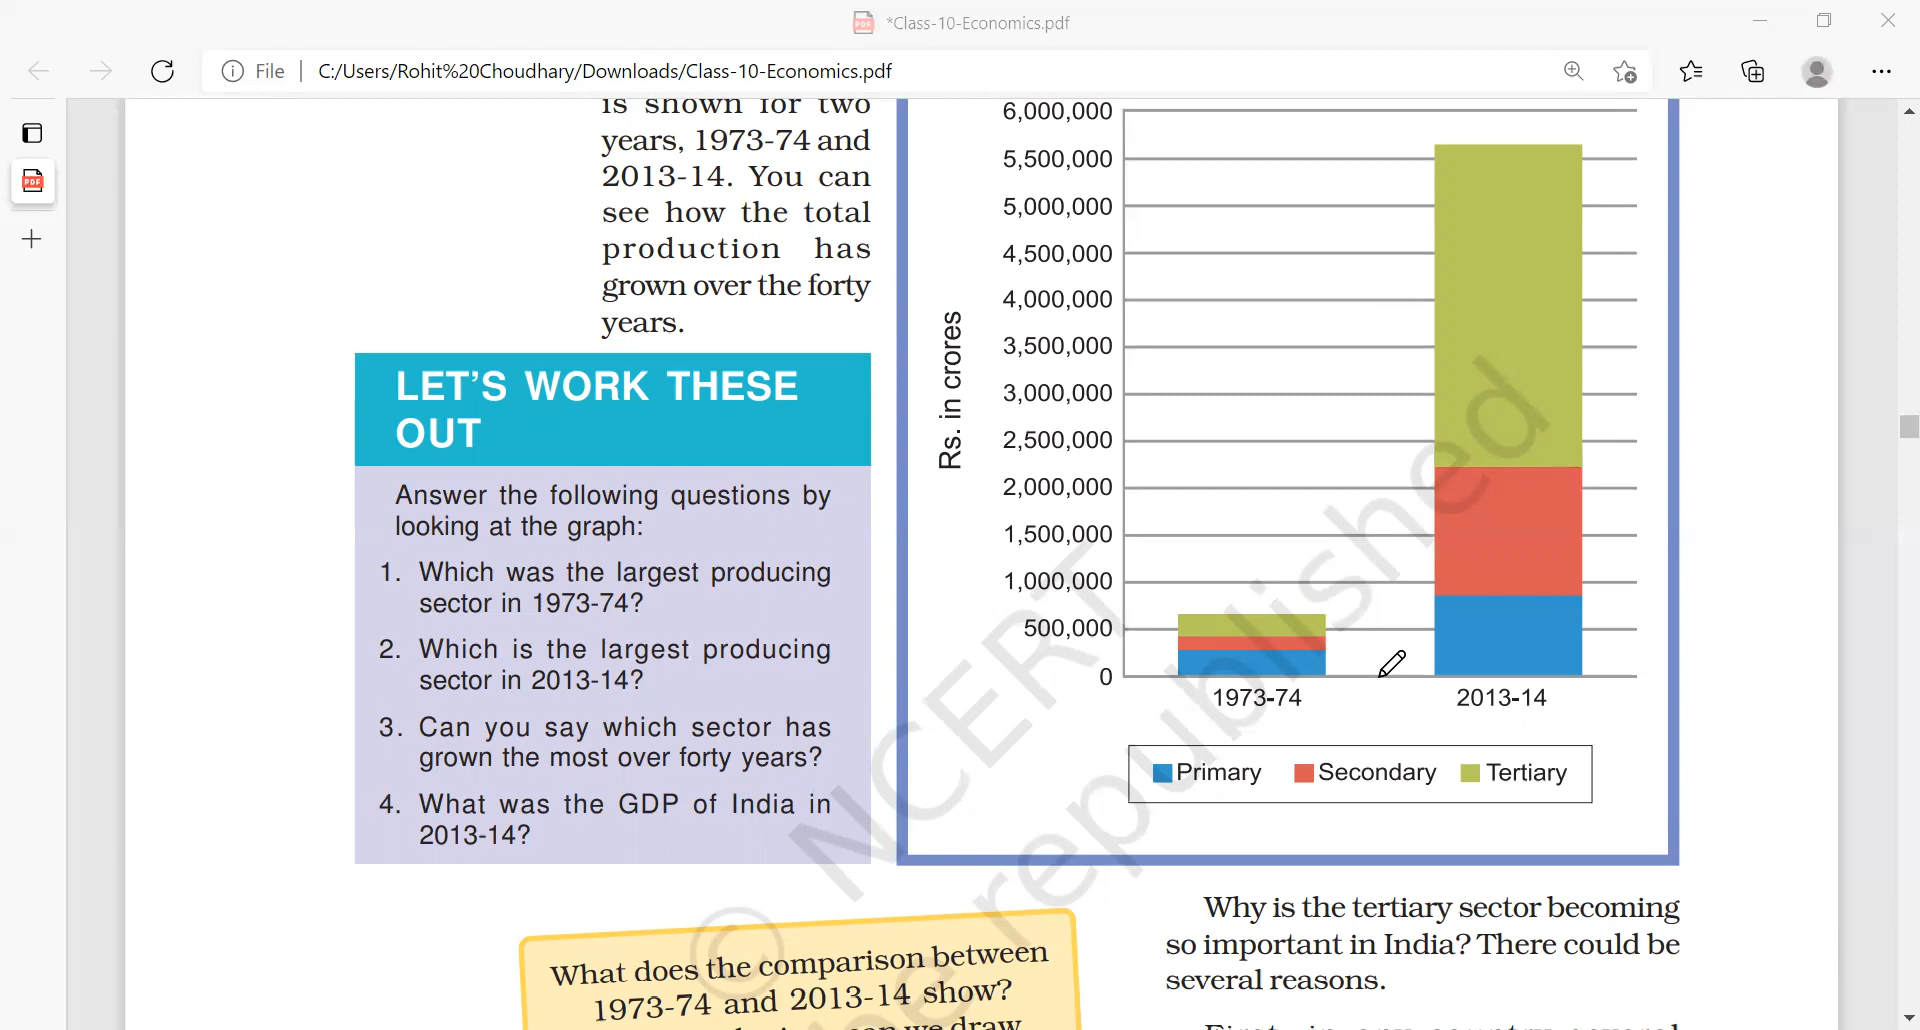 *Class-10-Economics.pdf
File
C:/Users/Rohit%20Choudhary/Downloads/Class-10-Economics.pdf
is shown for two
years, 1973-74 and
2013-14. You can
see how the total
production has
grown over the forty
years.
LET'S WORK THESE
OUT
Answer the following questions by
looking at the graph:
1. Which was the largest producing
sector in 1973-74?
2. Which is the largest producing
sector in 2013-14?
3. Can you say which sector has
grown the most over forty years?
4. What was the GDP of India in
2013-14?
Rs. in crores
6,000,000
5,500,000
5,000,000
4,500,000
4,000,000
3,500,000
3,000,000
2,500,000
2,000,000
1,500,000
1,000,000
500,000
0
1973-74 2013-14
Primary Secondary Tertiary
© NCERT
republished
What does the comparison between
1973-74 and 2013-14 show?
can we draw
Why is the tertiary sector becoming
so important in India? There could be
several reasons.
First, in any country several